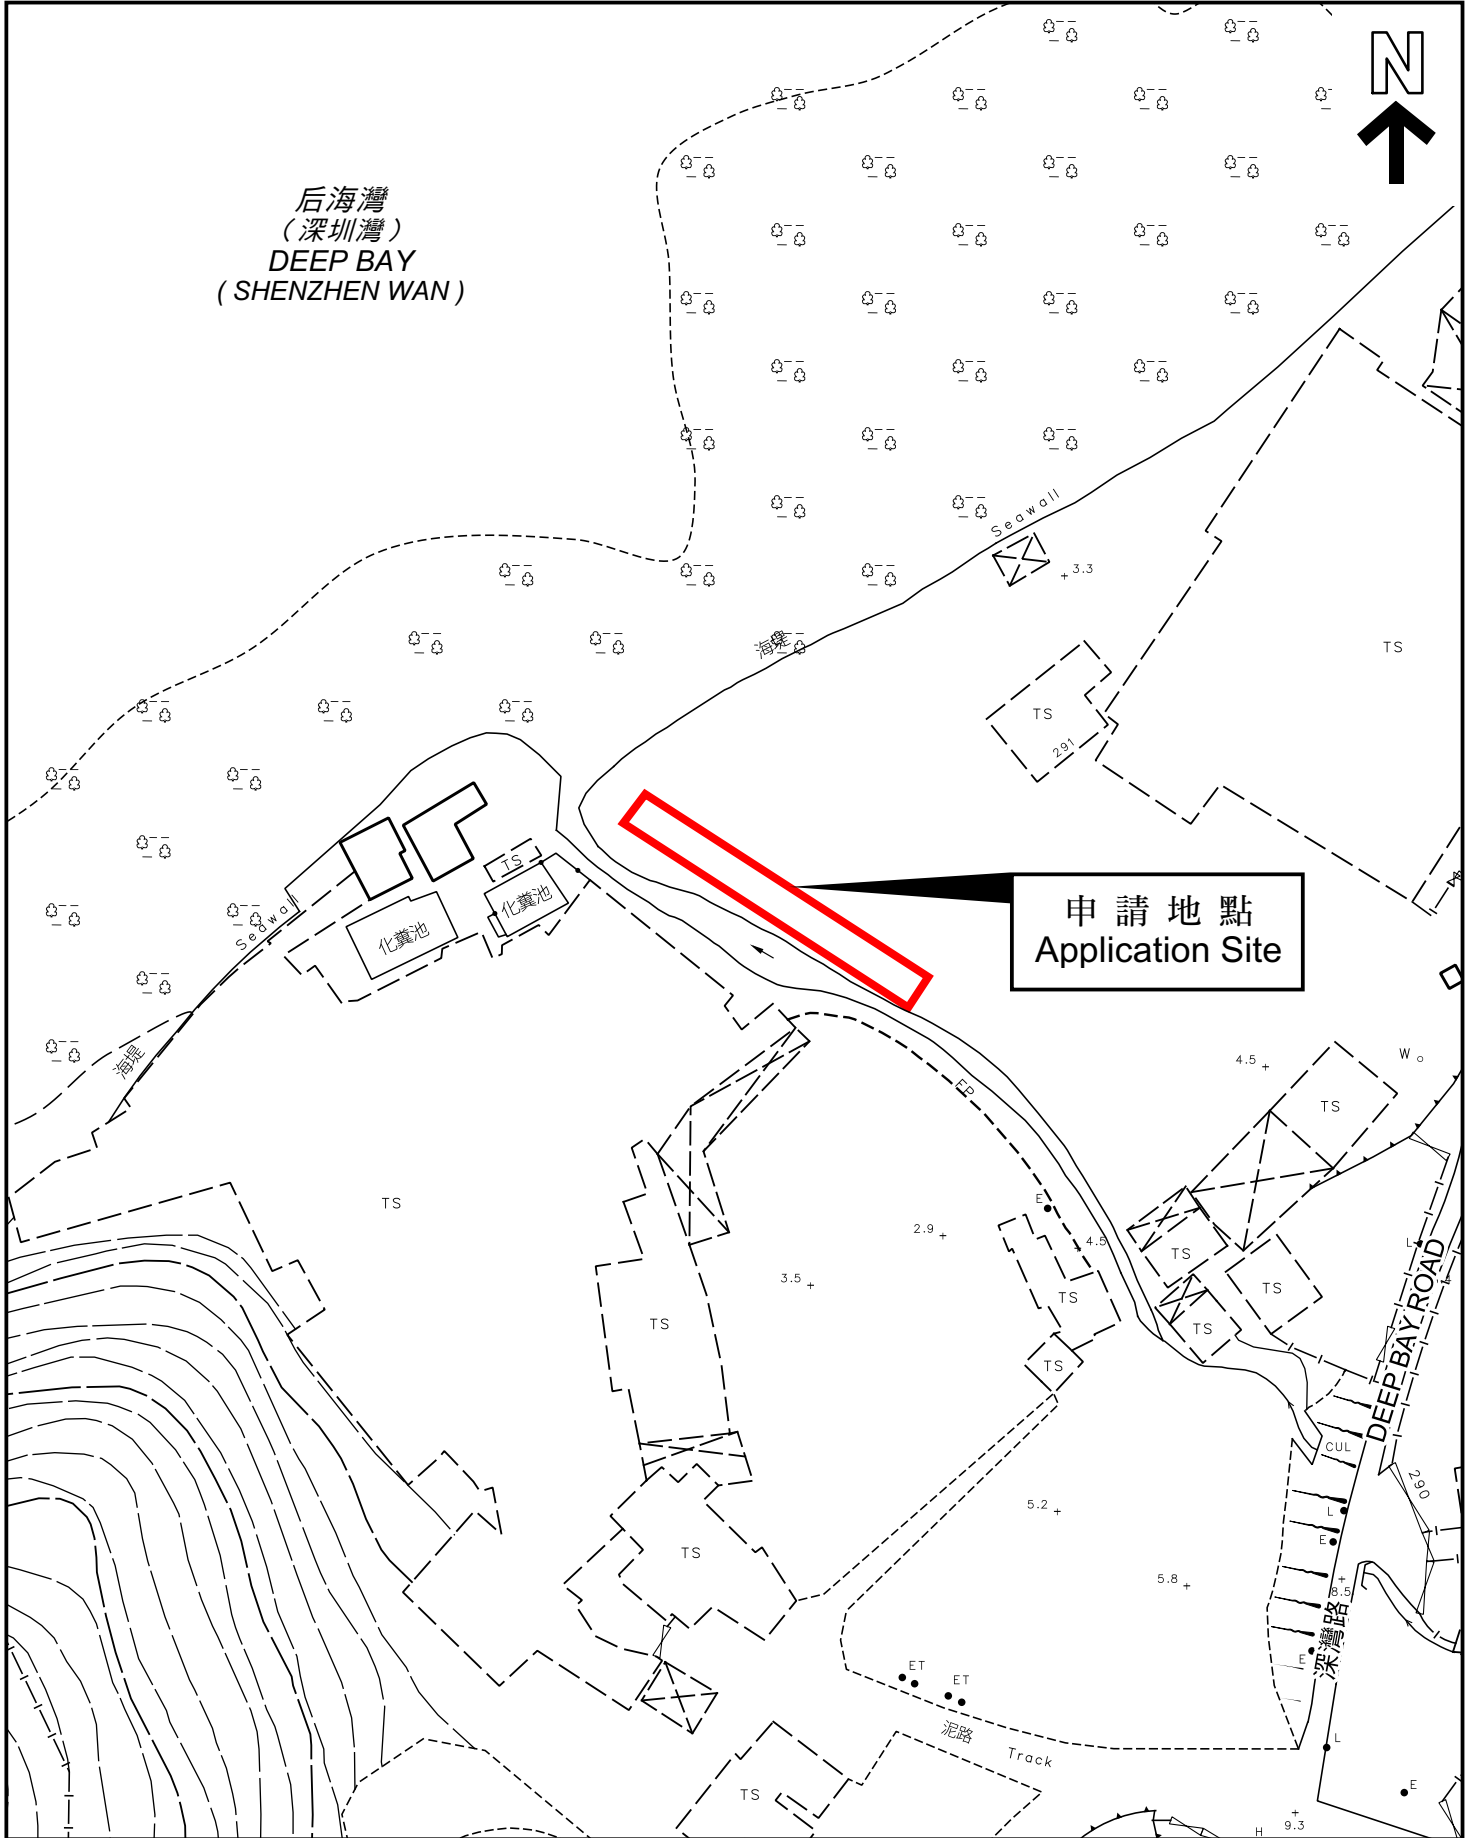 N
后海灣
（深圳灣）
DEEP BAY
( SHENZHEN WAN )
Seawall
3.3
海堤
TS
TS
291
TS
化糞池
化糞池
Seawall
申請地點
Application Site
海堤
4.5
W
TS
FP
TS
E
2.9
4.5
TS
L
3.5
TS
TS
TS
TS
TS
TS
DEEP BAY ROAD
CUL
290
5.2
L
E
TS
5.8
8.5
深灣路
E
ET
ET
泥路
Track
L
TS
E
9.3
H